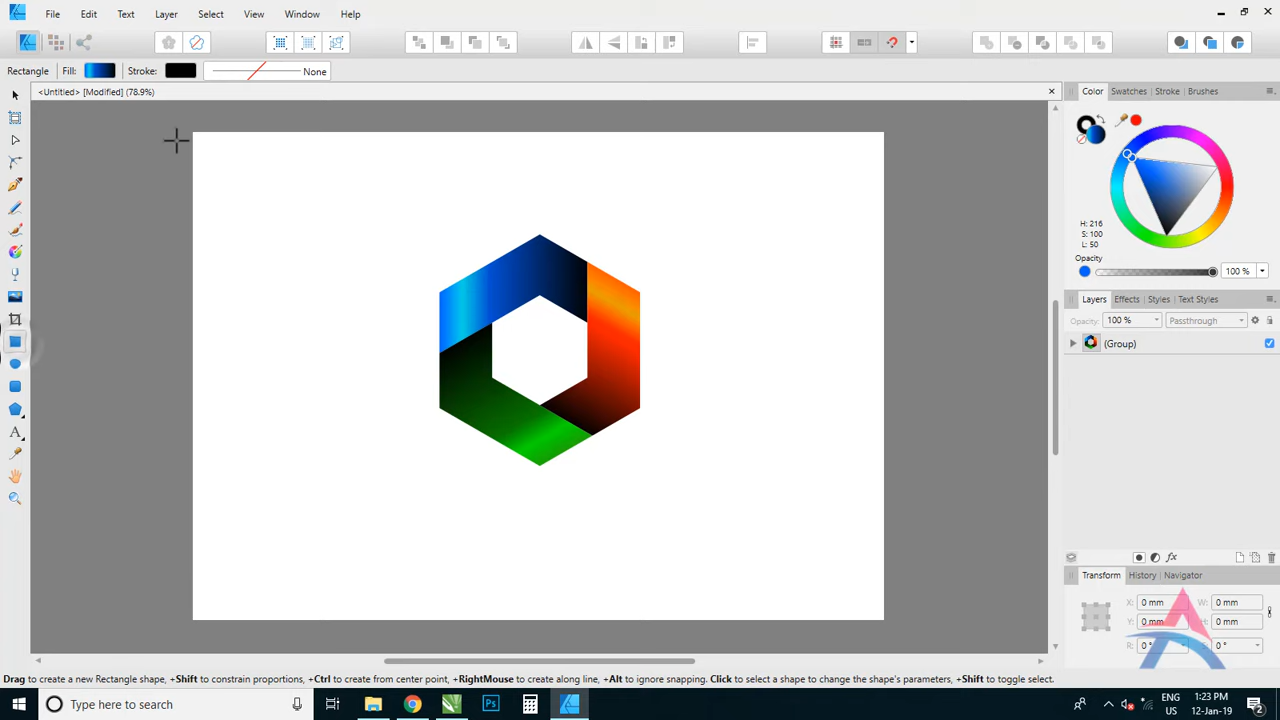 File Edit Text Layer Select View Window Help
Rectangle Fill: Stroke: None
<Untitled> [Modified] (78.9%)
Color Swatches Stroke Brushes
H: 216
S: 100
L: 50
Opacity
100 %
Layers Effects Styles Text Styles
Opacity: 100 % Passthrough
(Group)
Transform History Navigator
X: 0 mm W: 0 mm
Y: 0 mm H: 0 mm
R: 0 ° S: 0 °
Drag to create a new Rectangle shape, +Shift to constrain proportions, +Ctrl to create from center point, +RightMouse to create along line, +Alt to ignore snapping. Click to select a shape to change the shape's parameters, +Shift to toggle select.
Type here to search
Ps
ENG 1:23 PM
US 12-Jan-19
2